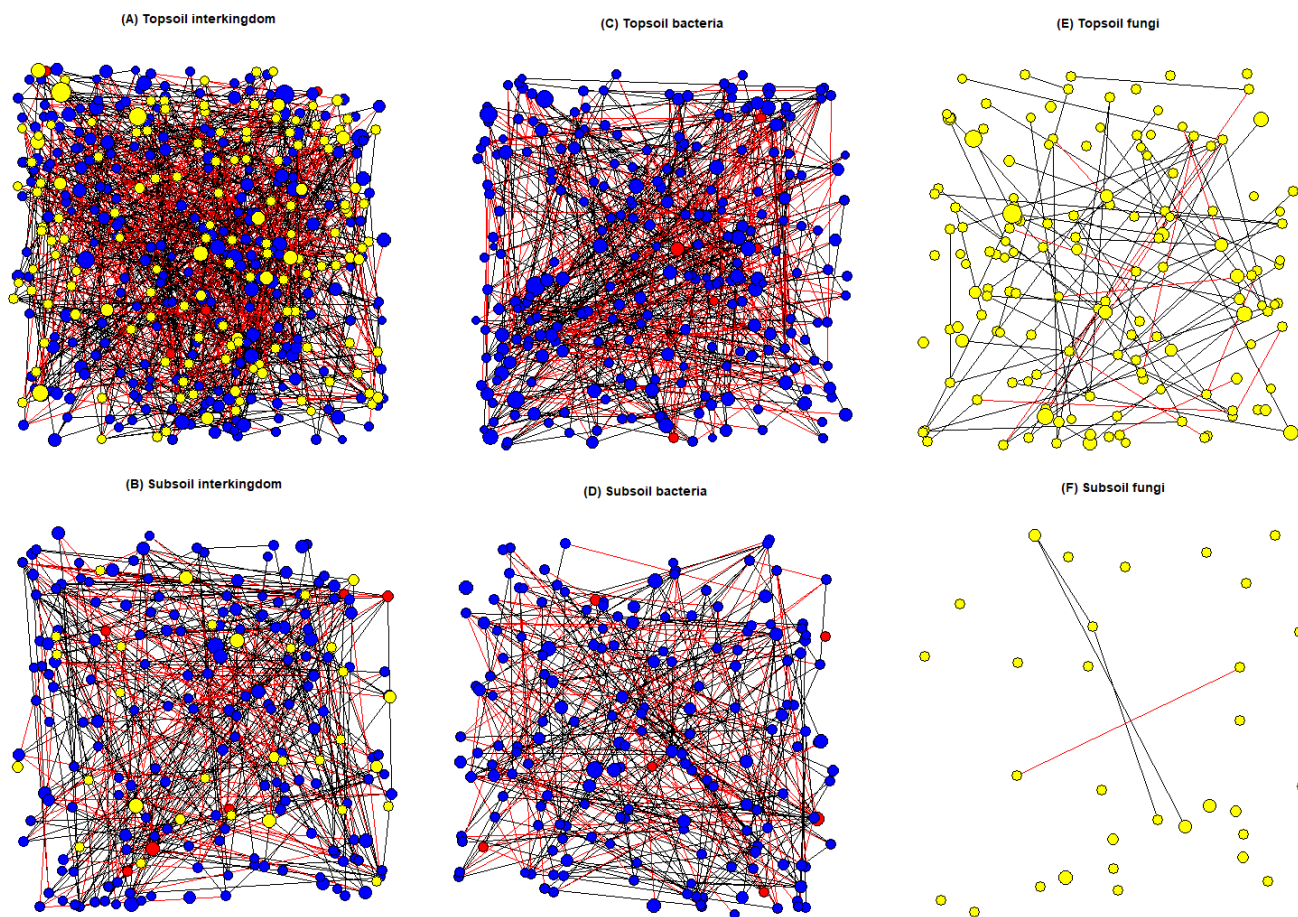 (A) Topsoil interkingdom
(C) Topsoil bacteria
(E) Topsoil fungi
(B) Subsoil interkingdom
(D) Subsoil bacteria
(F) Subsoil fungi